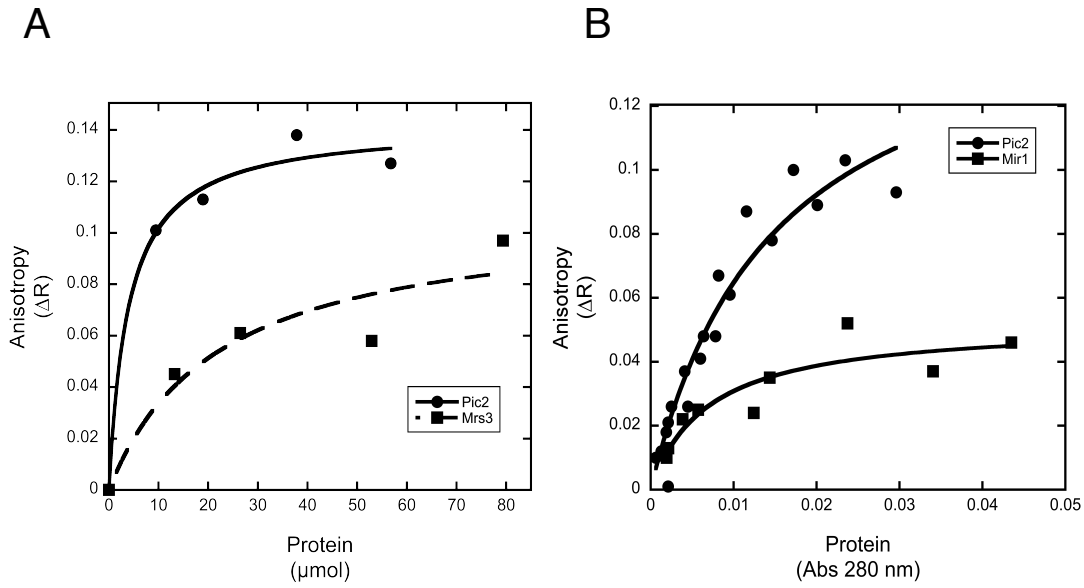 A
B
0.14
0.12
0.1
0.08
0.06
0.04
0.02
0
0 10 20 30 40 50 60 70 80
Anisotropy
(ΔR)
Protein
(µmol)
Pic2
Mrs3
0.12
0.1
0.08
0.06
0.04
0.02
0
0 0.01 0.02 0.03 0.04 0.05
Anisotropy
(ΔR)
Protein
(Abs 280 nm)
Pic2
Mir1